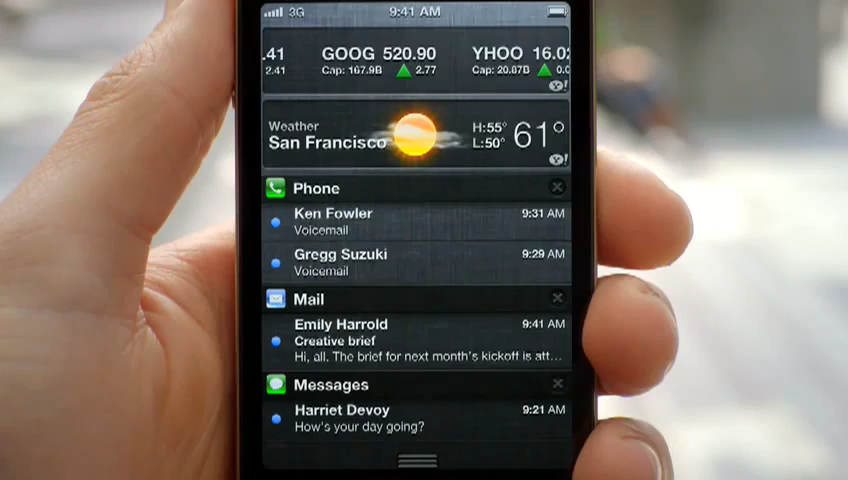 3G 9:41 AM
.41 GOOG 520.90 YHOO 16.02
2.41 Cap: 167.9B 2.77 Cap: 20.87B 0.0
Y!
Weather
San Francisco H:55° L:50° 61°
Y!
Phone
Ken Fowler 9:31 AM
Voicemail
Gregg Suzuki 9:29 AM
Voicemail
Mail
Emily Harrold 9:41 AM
Creative brief
Hi, all. The brief for next month's kickoff is att...
Messages
Harriet Devoy 9:21 AM
How's your day going?